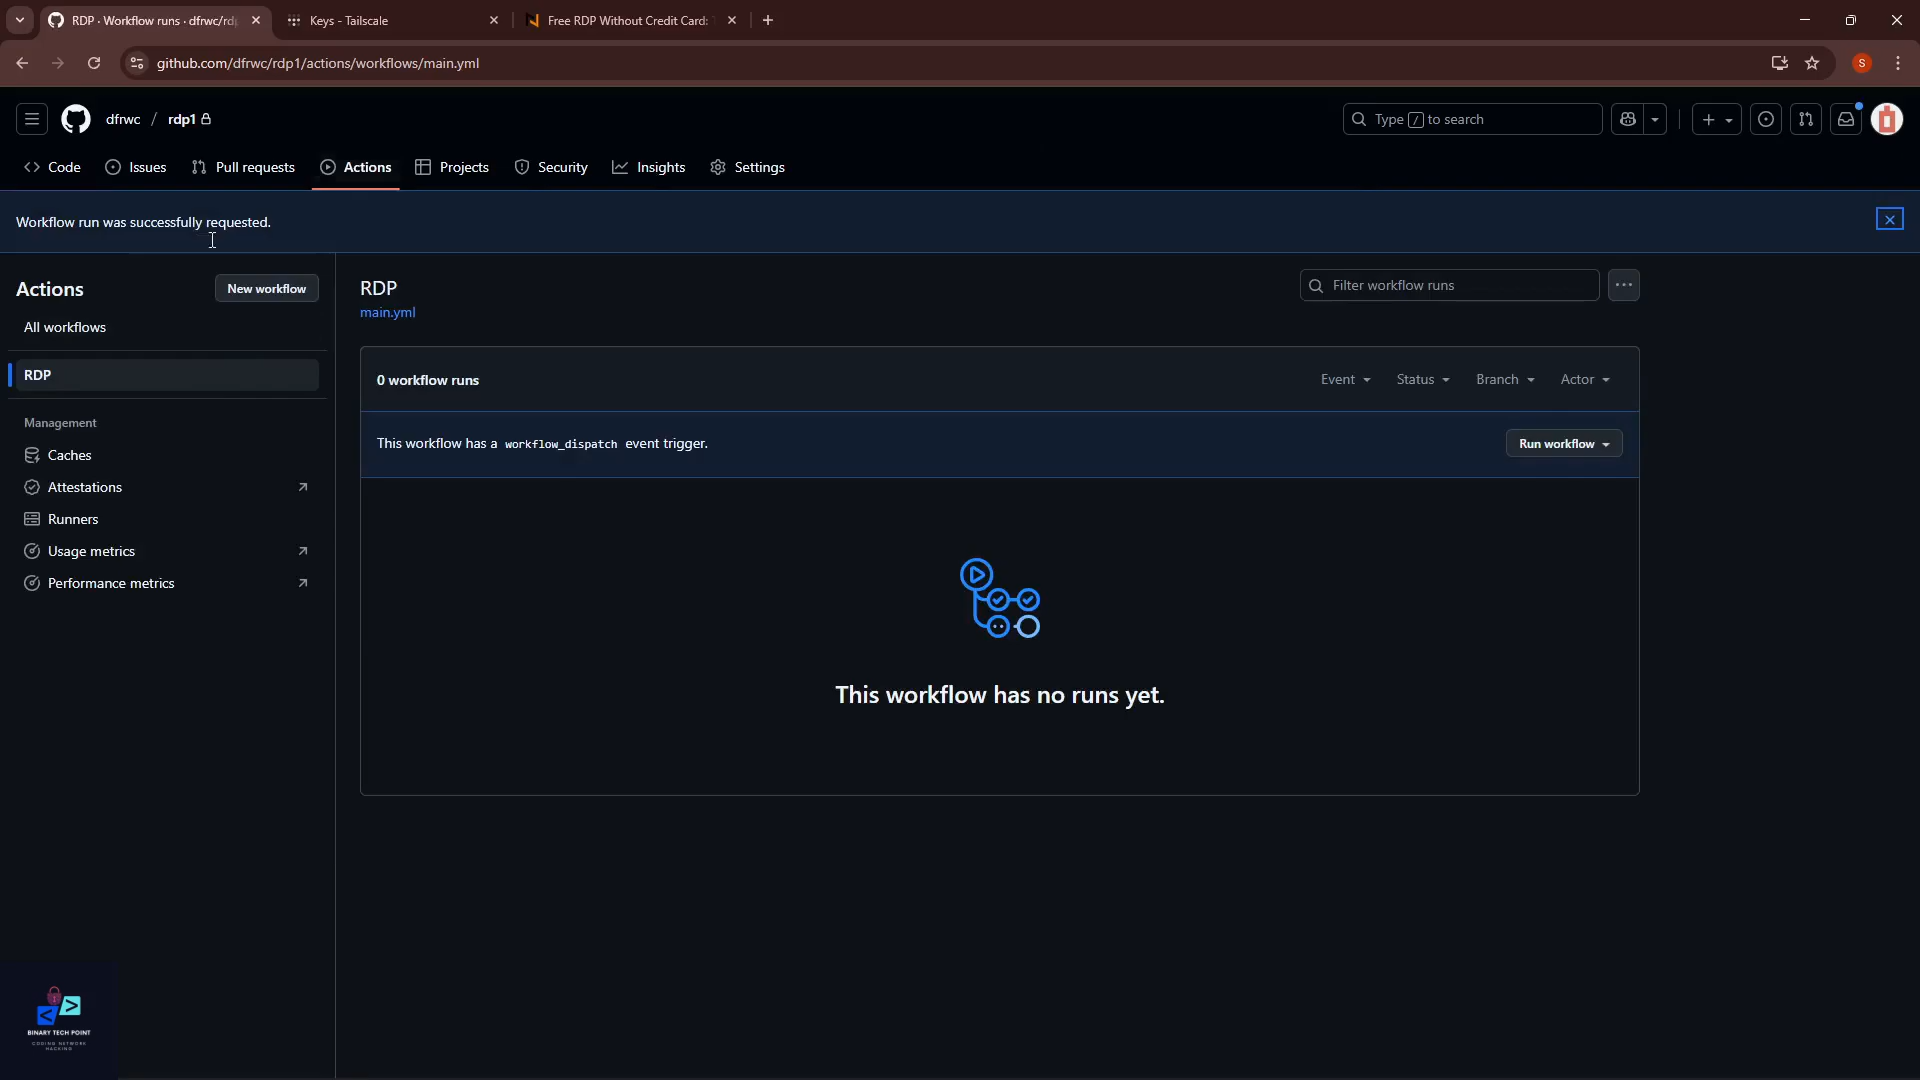 RDP · Workflow runs · dfrwc/rdp
Keys - Tailscale
Free RDP Without Credit Card:
github.com/dfrwc/rdp1/actions/workflows/main.yml
S
dfrwc / rdp1
Type / to search
Code
Issues
Pull requests
Actions
Projects
Security
Insights
Settings
Workflow run was successfully requested.
Actions
New workflow
All workflows
RDP
Management
Caches
Attestations
Runners
Usage metrics
Performance metrics
RDP
main.yml
Filter workflow runs
0 workflow runs
Event
Status
Branch
Actor
This workflow has a workflow_dispatch event trigger.
Run workflow
This workflow has no runs yet.
BINARY TECH POINT
CODING NETWORK
HACKING